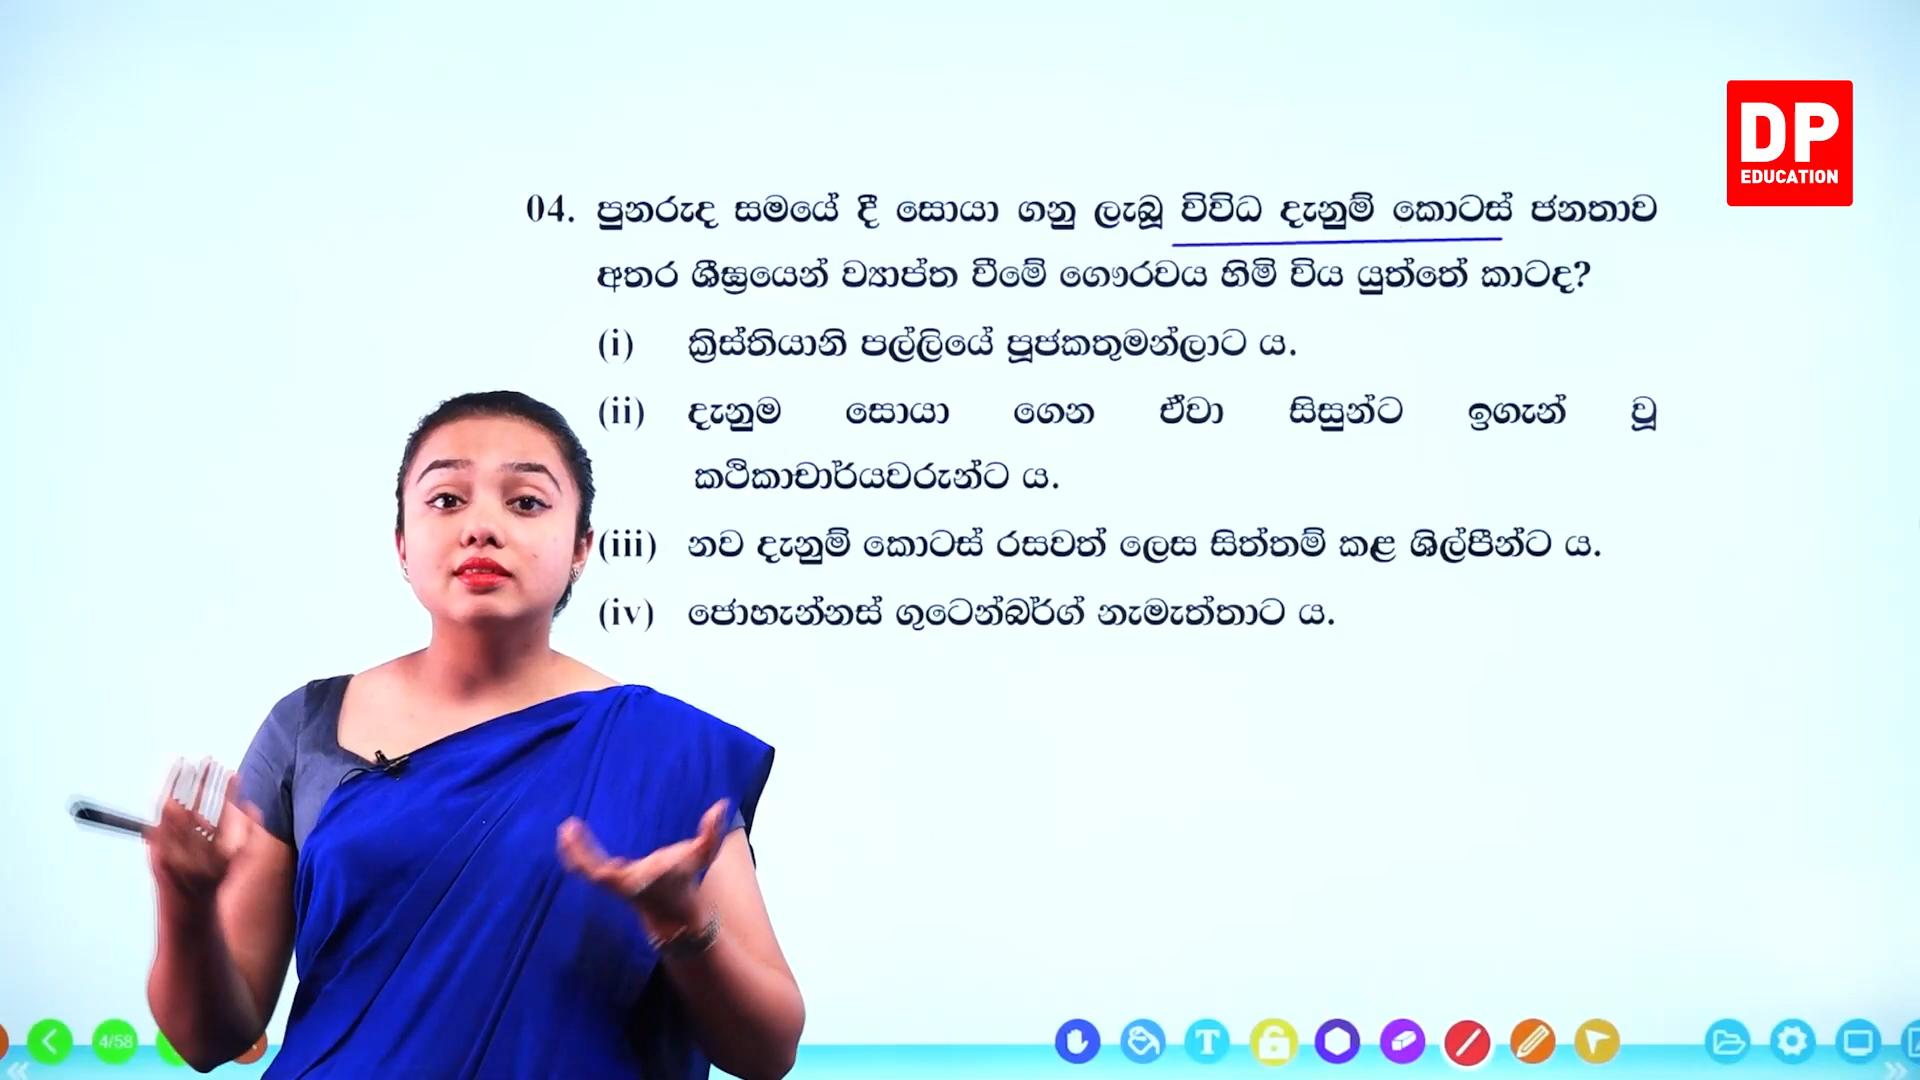 DP
EDUCATION
04. පුනරුද සමයේ දී සොයා ගනු ලැබූ විවිධ දැනුම් කොටස් ජනතාව
අතර ශීඝ්‍රයෙන් ව්‍යාප්ත වීමේ ගෞරවය හිමි විය යුත්තේ කාටද?
(i) ක්‍රිස්තියානි පල්ලියේ පූජකතුමන්ලාට ය.
(ii) දැනුම සොයා ගෙන ඒවා සිසුන්ට ඉගැන් වූ
කථිකාචාර්යවරුන්ට ය.
(iii) නව දැනුම් කොටස් රසවත් ලෙස සිත්තම් කළ ශිල්පීන්ට ය.
(iv) ජොහැන්නස් ගුටෙන්බර්ග් නැමැත්තාට ය.
4/58
T